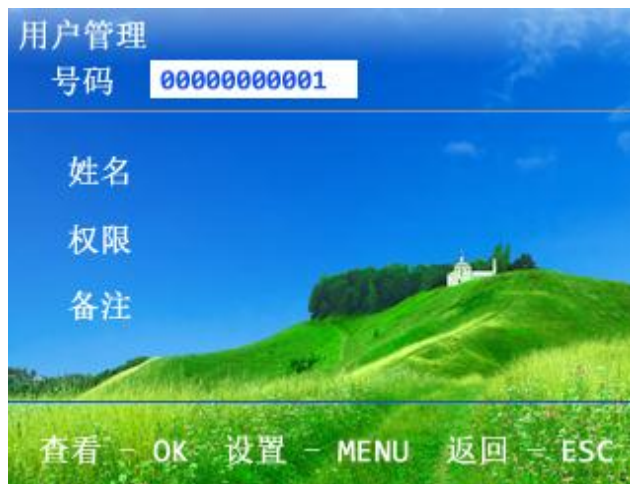 用户管理
号码 00000000001
姓名
权限
备注
查看 - OK 设置 - MENU 返回 - ESC